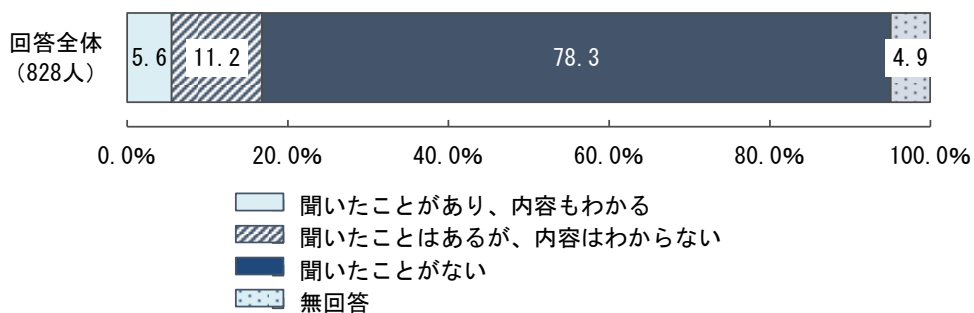 回答全体
（828人）
5.6 11.2 78.3 4.9
0.0% 20.0% 40.0% 60.0% 80.0% 100.0%
聞いたことがあり、内容もわかる
聞いたことはあるが、内容はわからない
聞いたことがない
無回答